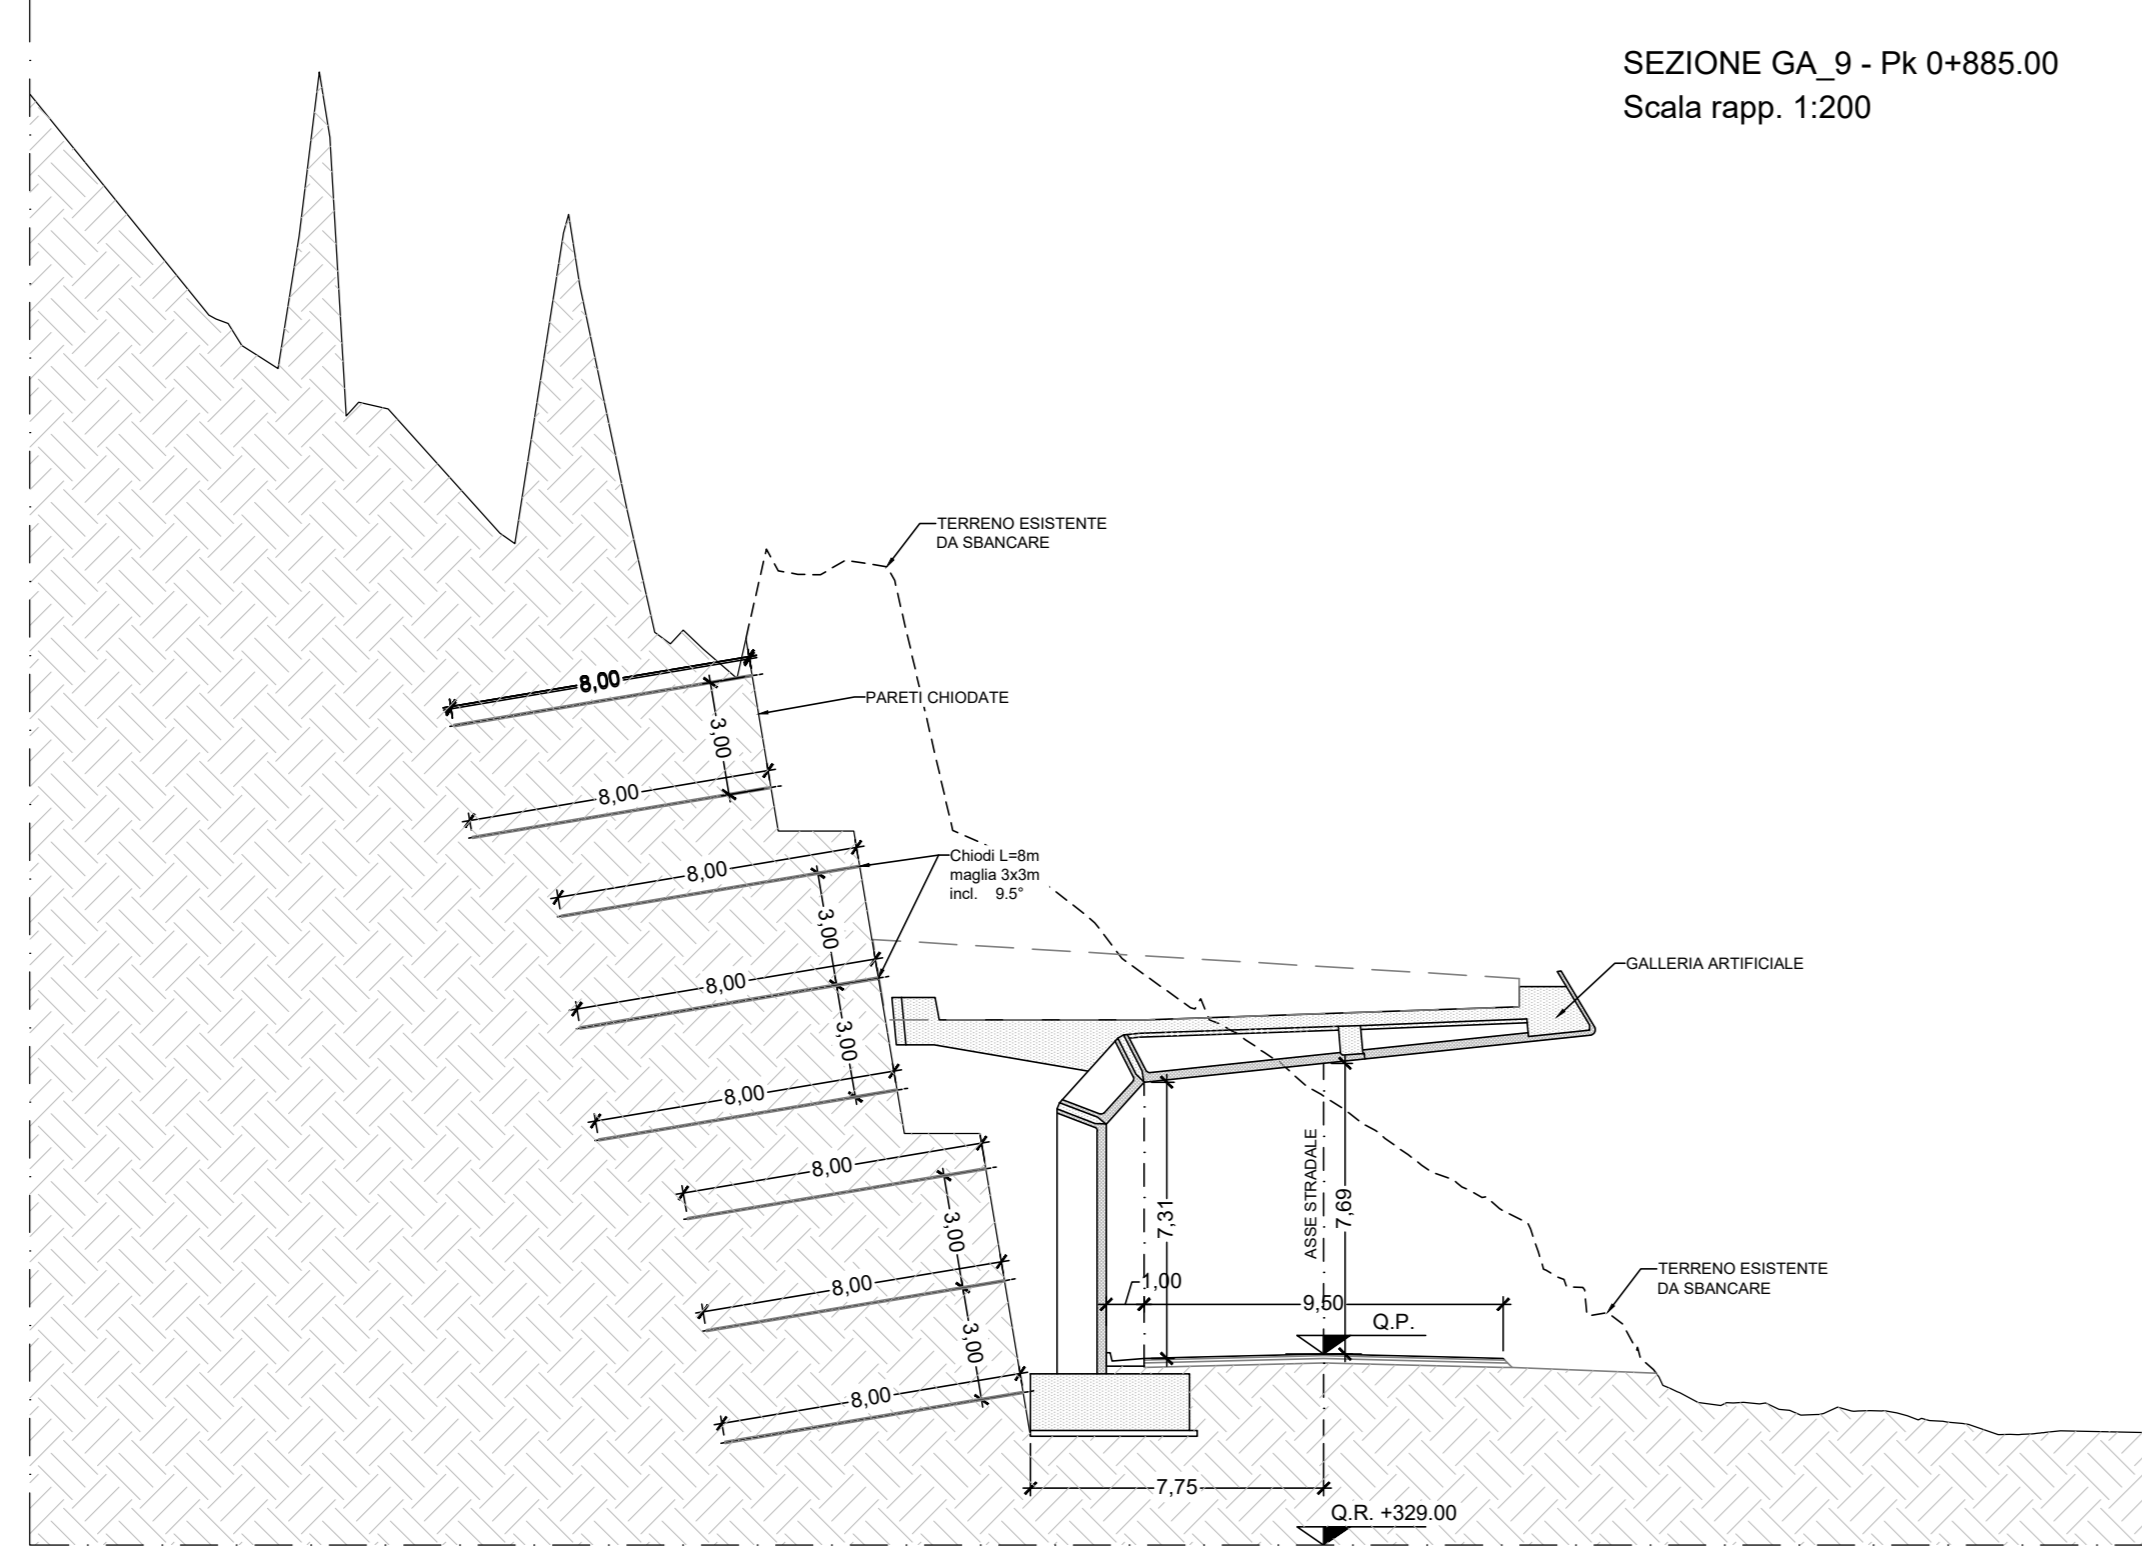 SEZIONE GA_9 - Pk 0+885.00
Scala rapp. 1:200
TERRENO ESISTENTE
DA SBANCARE
8,00
PARETI CHIODATE
3,00
8,00
Chiodi L=8m
maglia 3x3m
incl. 9.5°
8,00
3,00
GALLERIA ARTIFICIALE
8,00
3,00
8,00
8,00
ASSE STRADALE
7,31
7,69
3,00
TERRENO ESISTENTE
DA SBANCARE
1,00
8,00
9,50
Q.P.
3,00
8,00
7,75
Q.R. +329.00